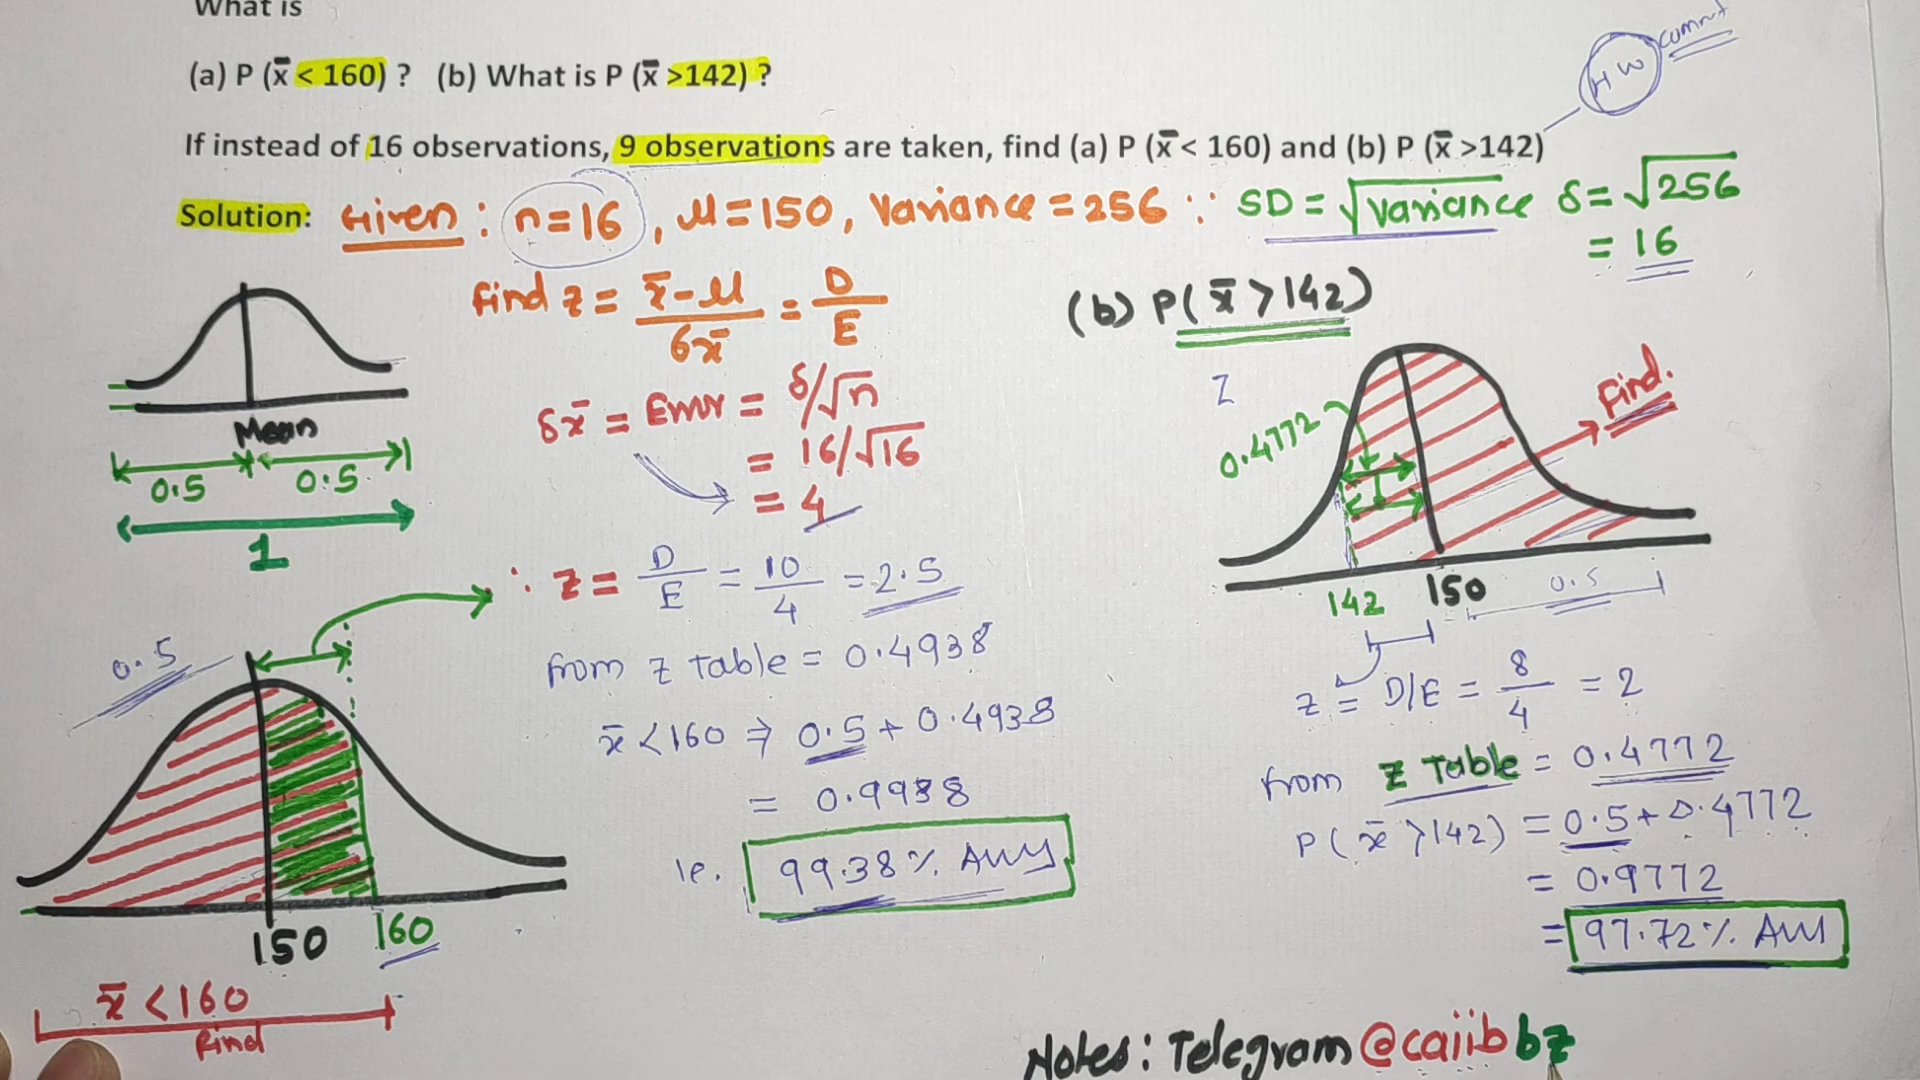 What is
(a) P (x̄ < 160) ? (b) What is P (x̄ >142) ?
HW
If instead of 16 observations, 9 observations are taken, find (a) P (x̄ < 160) and (b) P (x̄ >142)
Solution: Given : n=16, μ=150, Variance = 256 ∵ SD = √variance δ = √256
= 16
Find z = x̄-μ / 6x̄ = D / E
Mean
0.5 0.5
1
δx̄ = Error = δ/√n
= 16/√16
= 4
∴ z = D / E = 10 / 4 = 2.5
from z table = 0.4938
x̄ <160 ⇒ 0.5 + 0.4938
= 0.9938
ie. 99.38 % Ans
0.5
150 160
x̄ < 160
find
(b) P( x̄ > 142)
Z
0.4772
Find.
142 150 0.5
z = D/E = 8 / 4 = 2
from Z Table = 0.4772
P ( x̄ > 142) = 0.5 + 0.4772
= 0.9772
= 97.72 % Ans
Notes : Telegram @caiibbz